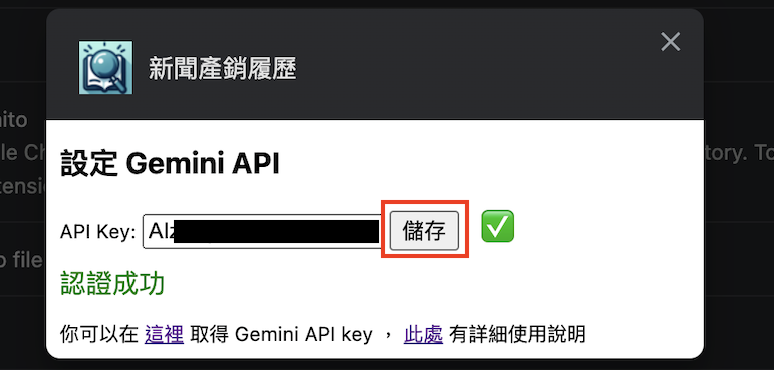 新聞產銷履歷
nito
le Ch
tory. To
tensi
o file
設定 Gemini API
API Key: AIz 儲存
認證成功
你可以在 這裡 取得 Gemini API key ， 此處 有詳細使用說明